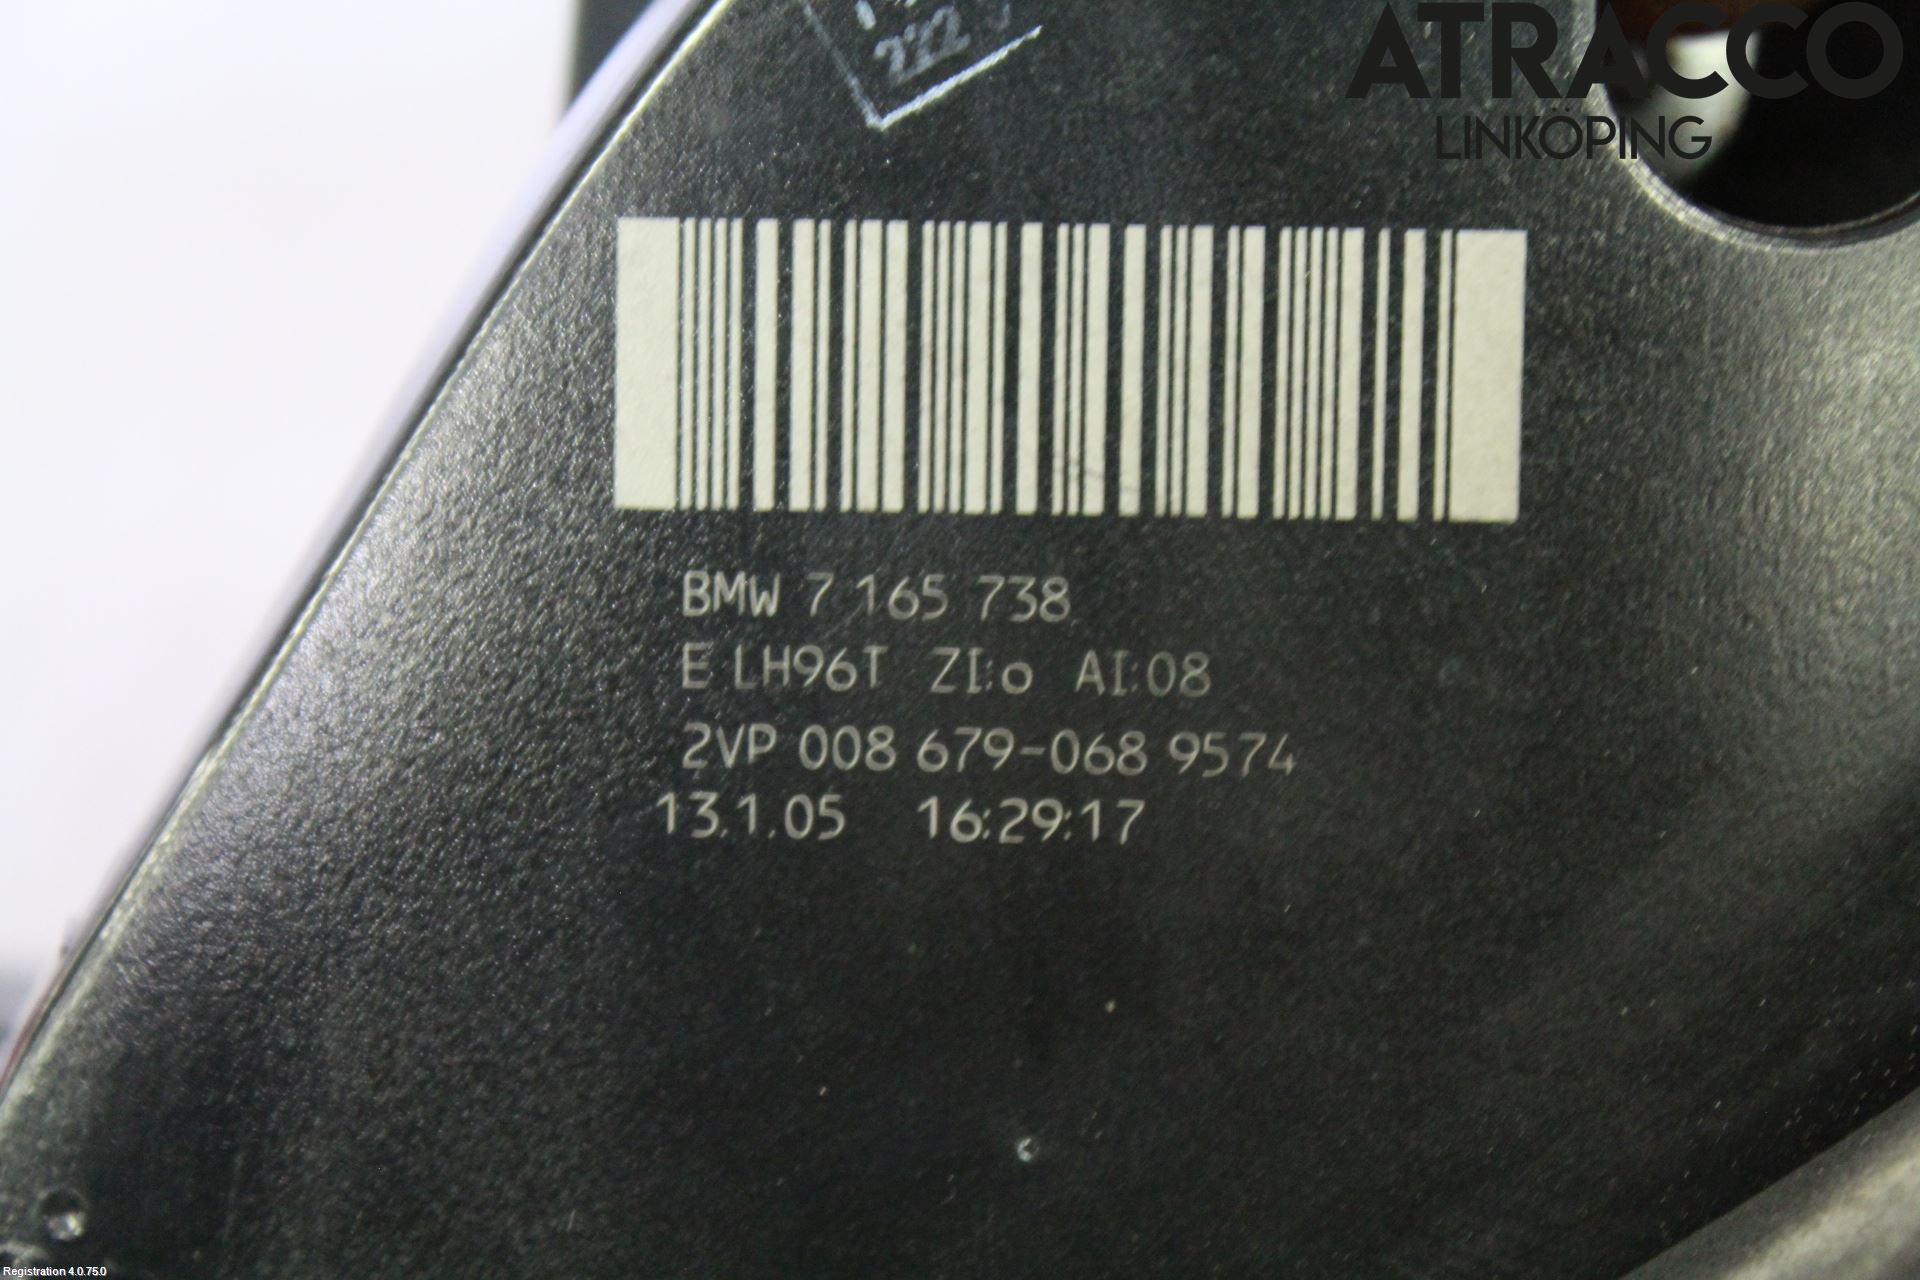 222
ATRACCO
LINKÖPING
BMW 7 165 738
E LH96T ZI:o AI:08
2VP 008 679-068 9574
13.1.05 16:29:17
Registration 4.0.75.0